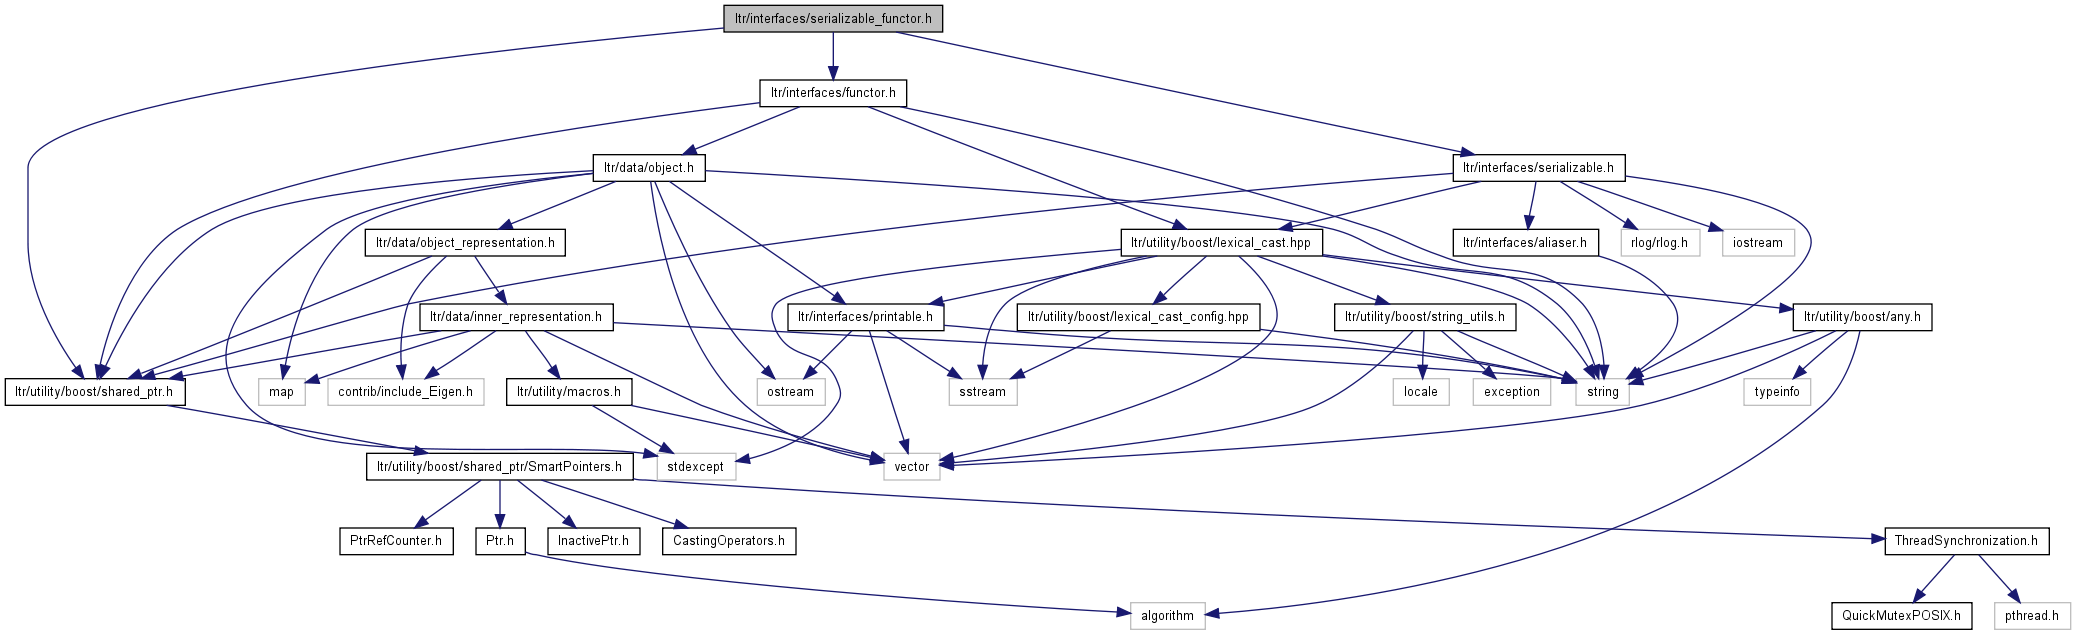 ltr/interfaces/serializable_functor.h
ltr/interfaces/functor.h
ltr/data/object.h
ltr/interfaces/serializable.h
ltr/data/object_representation.h
ltr/utility/boost/lexical_cast.hpp
ltr/interfaces/aliaser.h
rlog/rlog.h
iostream
ltr/data/inner_representation.h
ltr/interfaces/printable.h
ltr/utility/boost/lexical_cast_config.hpp
ltr/utility/boost/string_utils.h
ltr/utility/boost/any.h
ltr/utility/boost/shared_ptr.h
map
contrib/include_Eigen.h
ltr/utility/macros.h
ostream
sstream
locale
exception
string
typeinfo
ltr/utility/boost/shared_ptr/SmartPointers.h
stdexcept
vector
PtrRefCounter.h
Ptr.h
InactivePtr.h
CastingOperators.h
ThreadSynchronization.h
algorithm
QuickMutexPOSIX.h
pthread.h